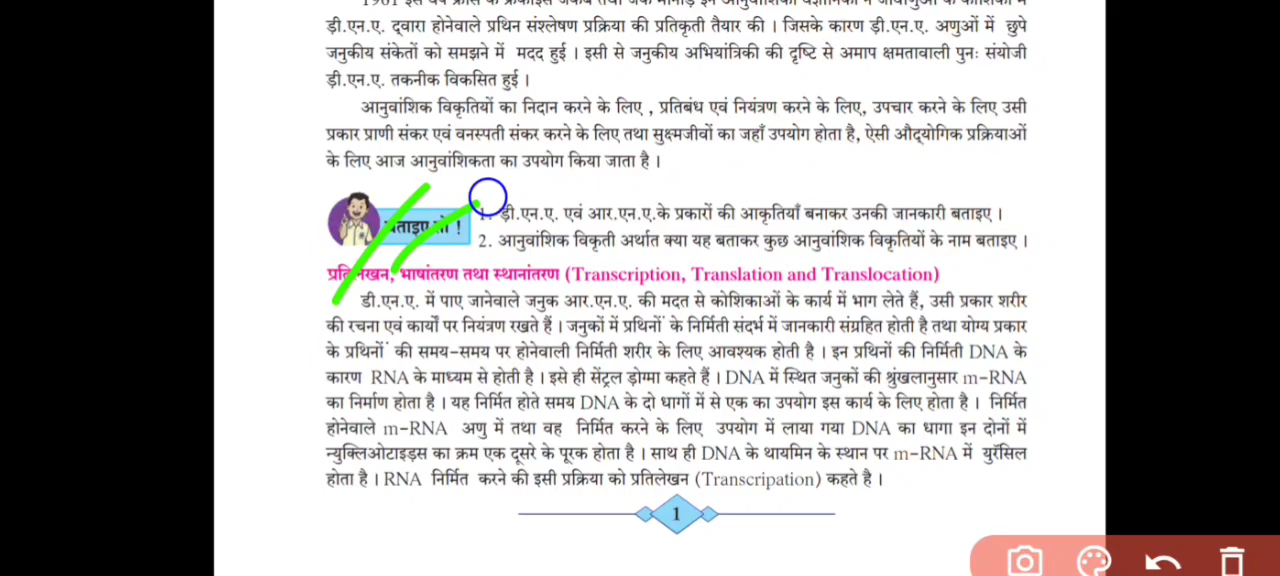 डी.एन.ए. द्वारा होनेवाले प्रथिन संश्लेषण प्रक्रिया की प्रतिकृती तैयार की । जिसके कारण ड़ी.एन.ए. अणुओं में छुपे
जनुकीय संकेतों को समझने में मदद हुई । इसी से जनुकीय अभियांत्रिकी की दृष्टि से अमाप क्षमतावाली पुनः संयोजी
ड़ी.एन.ए. तकनीक विकसित हुई ।
आनुवांशिक विकृतियों का निदान करने के लिए , प्रतिबंध एवं नियंत्रण करने के लिए, उपचार करने के लिए उसी
प्रकार प्राणी संकर एवं वनस्पती संकर करने के लिए तथा सुक्ष्मजीवों का जहाँ उपयोग होता है, ऐसी औद्योगिक प्रक्रियाओं
के लिए आज आनुवांशिकता का उपयोग किया जाता है ।
बताइए तो !
1. ड़ी.एन.ए. एवं आर.एन.ए.के प्रकारों की आकृतियाँ बनाकर उनकी जानकारी बताइए ।
2. आनुवांशिक विकृती अर्थात क्या यह बताकर कुछ आनुवांशिक विकृतियों के नाम बताइए ।
प्रतिलेखन, भाषांतरण तथा स्थानांतरण (Transcription, Translation and Translocation)
डी.एन.ए. में पाए जानेवाले जनुक आर.एन.ए. की मदत से कोशिकाओं के कार्य में भाग लेते हैं, उसी प्रकार शरीर
की रचना एवं कार्यों पर नियंत्रण रखते हैं । जनुकों में प्रथिनों के निर्मिती संदर्भ में जानकारी संग्रहित होती है तथा योग्य प्रकार
के प्रथिनों की समय-समय पर होनेवाली निर्मिती शरीर के लिए आवश्यक होती है । इन प्रथिनों की निर्मिती DNA के
कारण RNA के माध्यम से होती है । इसे ही सेंट्रल ड़ोग्मा कहते हैं । DNA में स्थित जनुकों की श्रुंखलानुसार m-RNA
का निर्माण होता है । यह निर्मित होते समय DNA के दो धागों में से एक का उपयोग इस कार्य के लिए होता है । निर्मित
होनेवाले m-RNA अणु में तथा वह निर्मित करने के लिए उपयोग में लाया गया DNA का धागा इन दोनों में
न्युक्लिओटाइड्स का क्रम एक दूसरे के पूरक होता है । साथ ही DNA के थायमिन के स्थान पर m-RNA में युरॅसिल
होता है । RNA निर्मित करने की इसी प्रक्रिया को प्रतिलेखन (Transcripation) कहते है ।
1